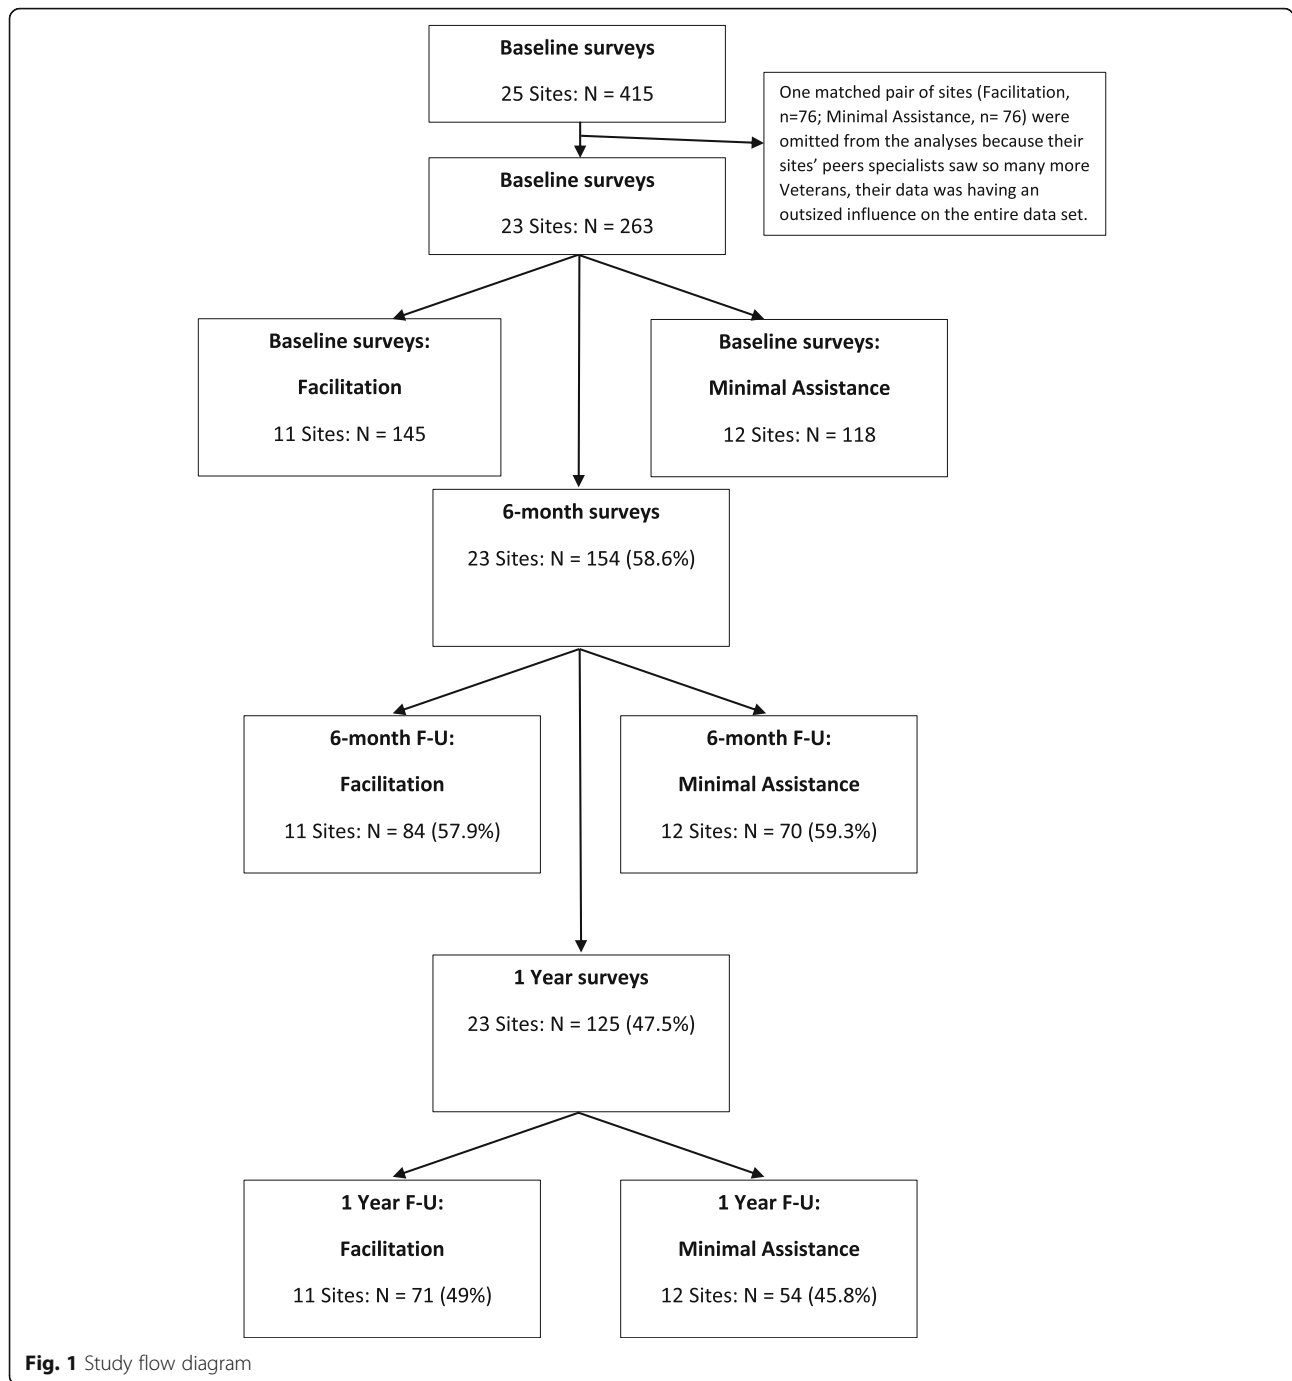 Baseline surveys
25 Sites: N = 415
One matched pair of sites (Facilitation,
n=76; Minimal Assistance, n= 76) were
omitted from the analyses because their
sites’ peers specialists saw so many more
Veterans, their data was having an
outsized influence on the entire data set.
Baseline surveys
23 Sites: N = 263
Baseline surveys:
Facilitation
11 Sites: N = 145
Baseline surveys:
Minimal Assistance
12 Sites: N = 118
6-month surveys
23 Sites: N = 154 (58.6%)
6-month F-U:
Facilitation
11 Sites: N = 84 (57.9%)
6-month F-U:
Minimal Assistance
12 Sites: N = 70 (59.3%)
1 Year surveys
23 Sites: N = 125 (47.5%)
1 Year F-U:
Facilitation
11 Sites: N = 71 (49%)
1 Year F-U:
Minimal Assistance
12 Sites: N = 54 (45.8%)
Fig. 1 Study flow diagram